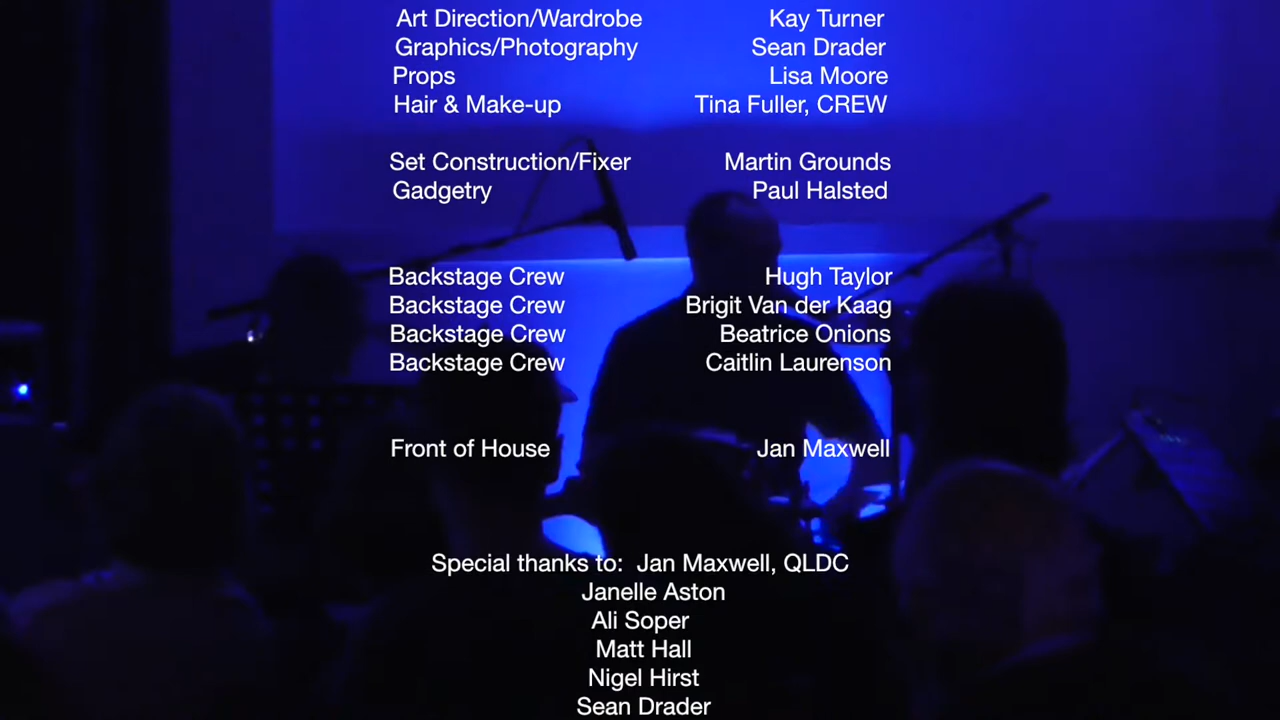 Art Direction/Wardrobe Kay Turner
Graphics/Photography Sean Drader
Props Lisa Moore
Hair & Make-up Tina Fuller, CREW
Set Construction/Fixer Martin Grounds
Gadgetry Paul Halsted
Backstage Crew Hugh Taylor
Backstage Crew Brigit Van der Kaag
Backstage Crew Beatrice Onions
Backstage Crew Caitlin Laurenson
Front of House Jan Maxwell
Special thanks to: Jan Maxwell, QLDC
Janelle Aston
Ali Soper
Matt Hall
Nigel Hirst
Sean Drader